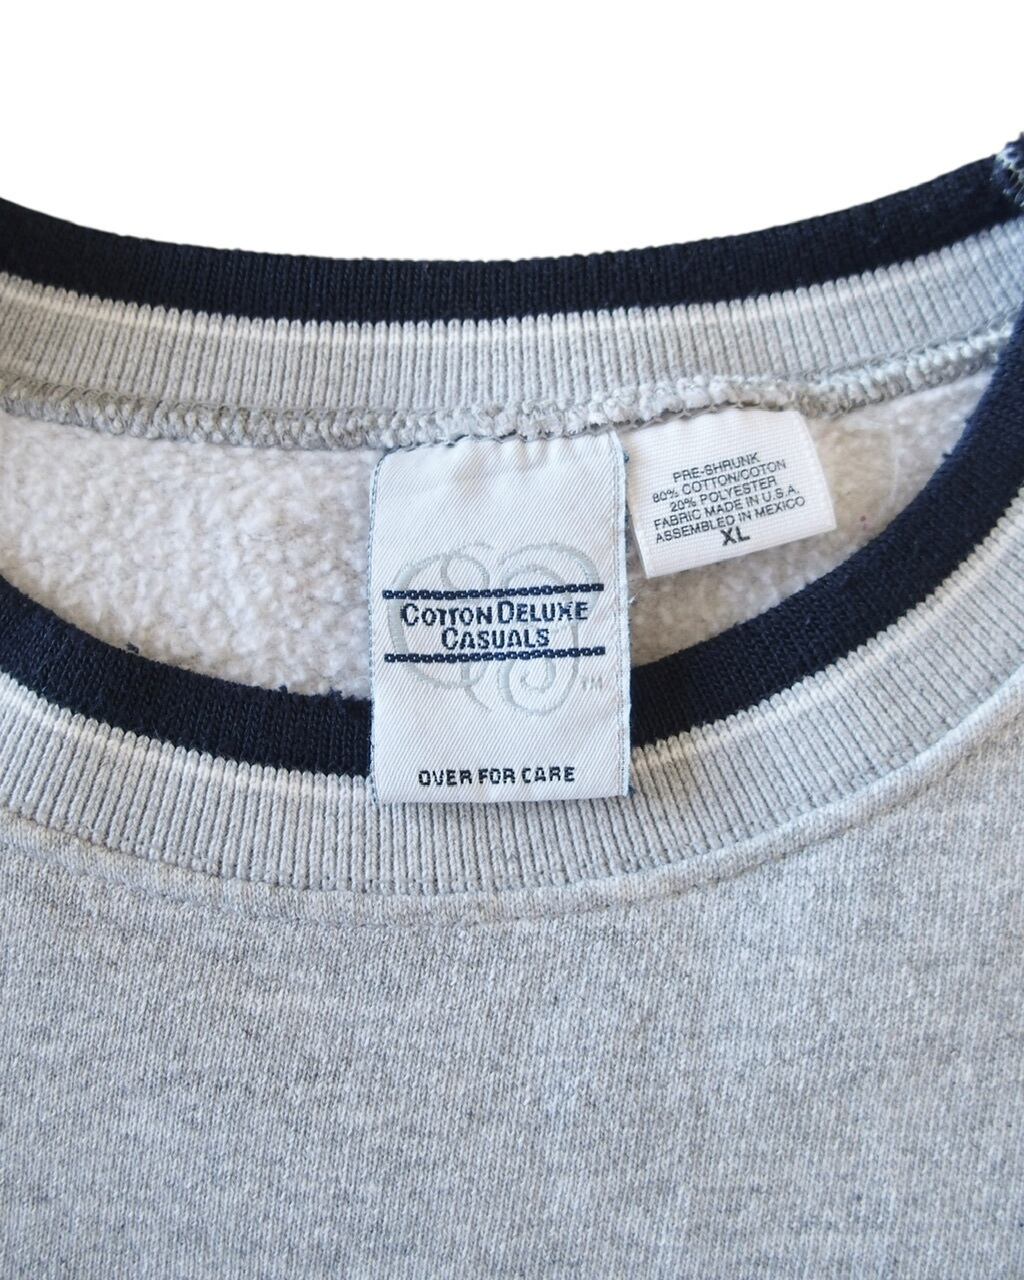 COTTON DELUXE
CASUALS
TM
OVER FOR CARE
PRE-SHRUNK
80% COTTON/COTON
20% POLYESTER
FABRIC MADE IN U.S.A.
ASSEMBLED IN MEXICO
XL